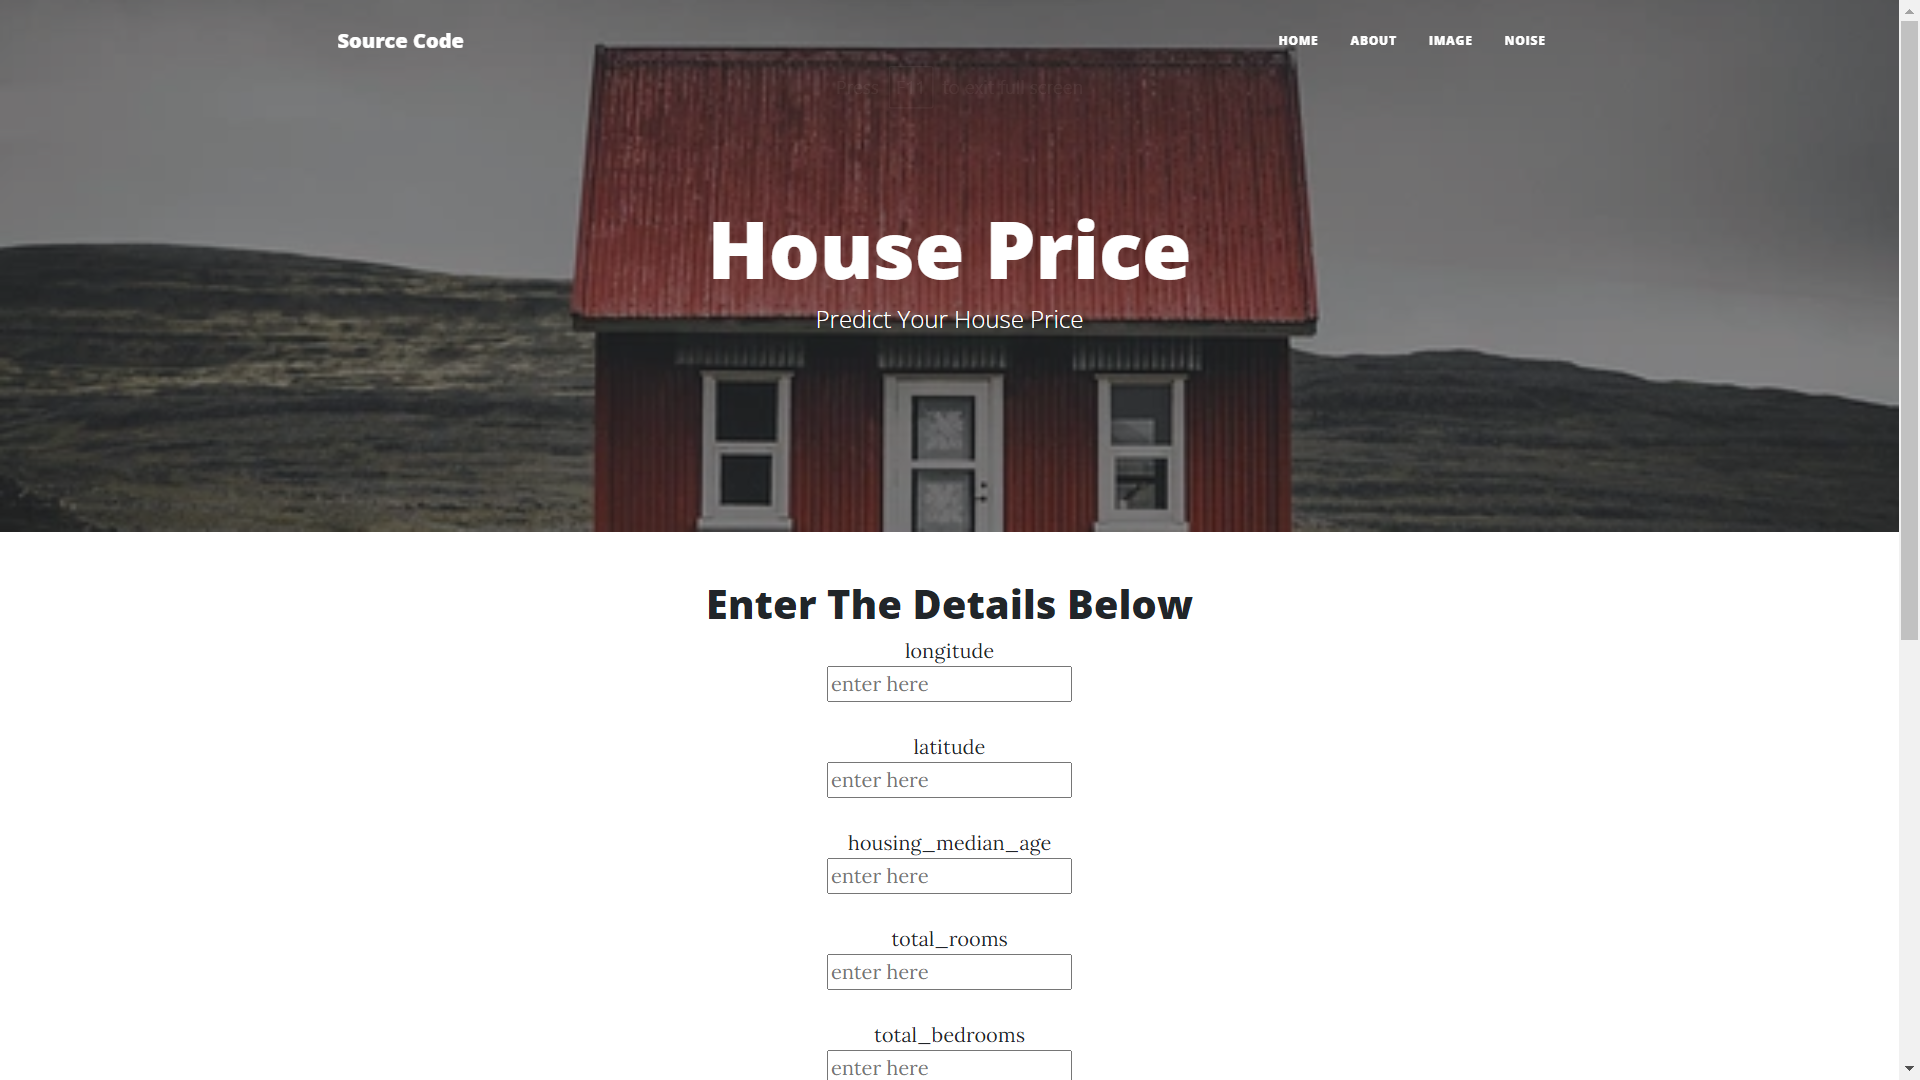 Source Code
HOME ABOUT IMAGE NOISE
Press F11 to exit full screen
House Price
Predict Your House Price
Enter The Details Below
longitude
enter here
latitude
enter here
housing_median_age
enter here
total_rooms
enter here
total_bedrooms
enter here